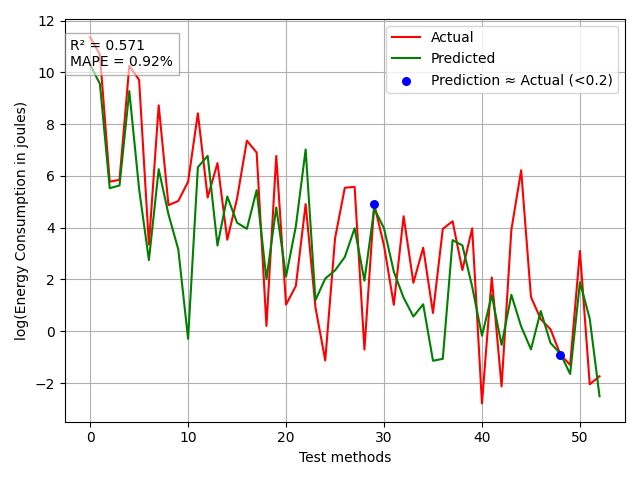 R² = 0.571
MAPE = 0.92%
Actual
Predicted
Prediction ≈ Actual (<0.2)
log(Energy Consumption in joules)
12
10
8
6
4
2
0
−2
0 10 20 30 40 50
Test methods